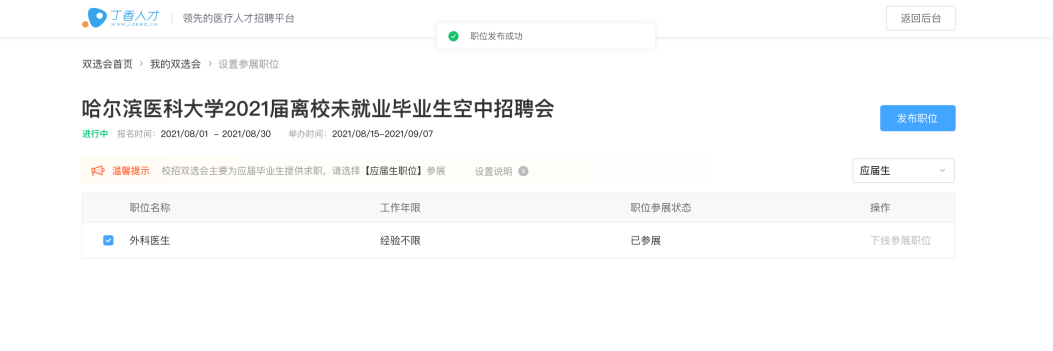 丁香人才 领先的医疗人才招聘平台 返回后台
WWW.JOBMD.CN
职位发布成功
双选会首页 > 我的双选会 > 设置参展职位
哈尔滨医科大学2021届离校未就业毕业生空中招聘会
发布职位
进行中 报名时间：2021/08/01 - 2021/08/30 举办时间：2021/08/15-2021/09/07
温馨提示 校招双选会主要为应届毕业生提供求职，请选择【应届生职位】参展 设置说明 应届生
职位名称 工作年限 职位参展状态 操作
外科医生 经验不限 已参展 下线参展职位